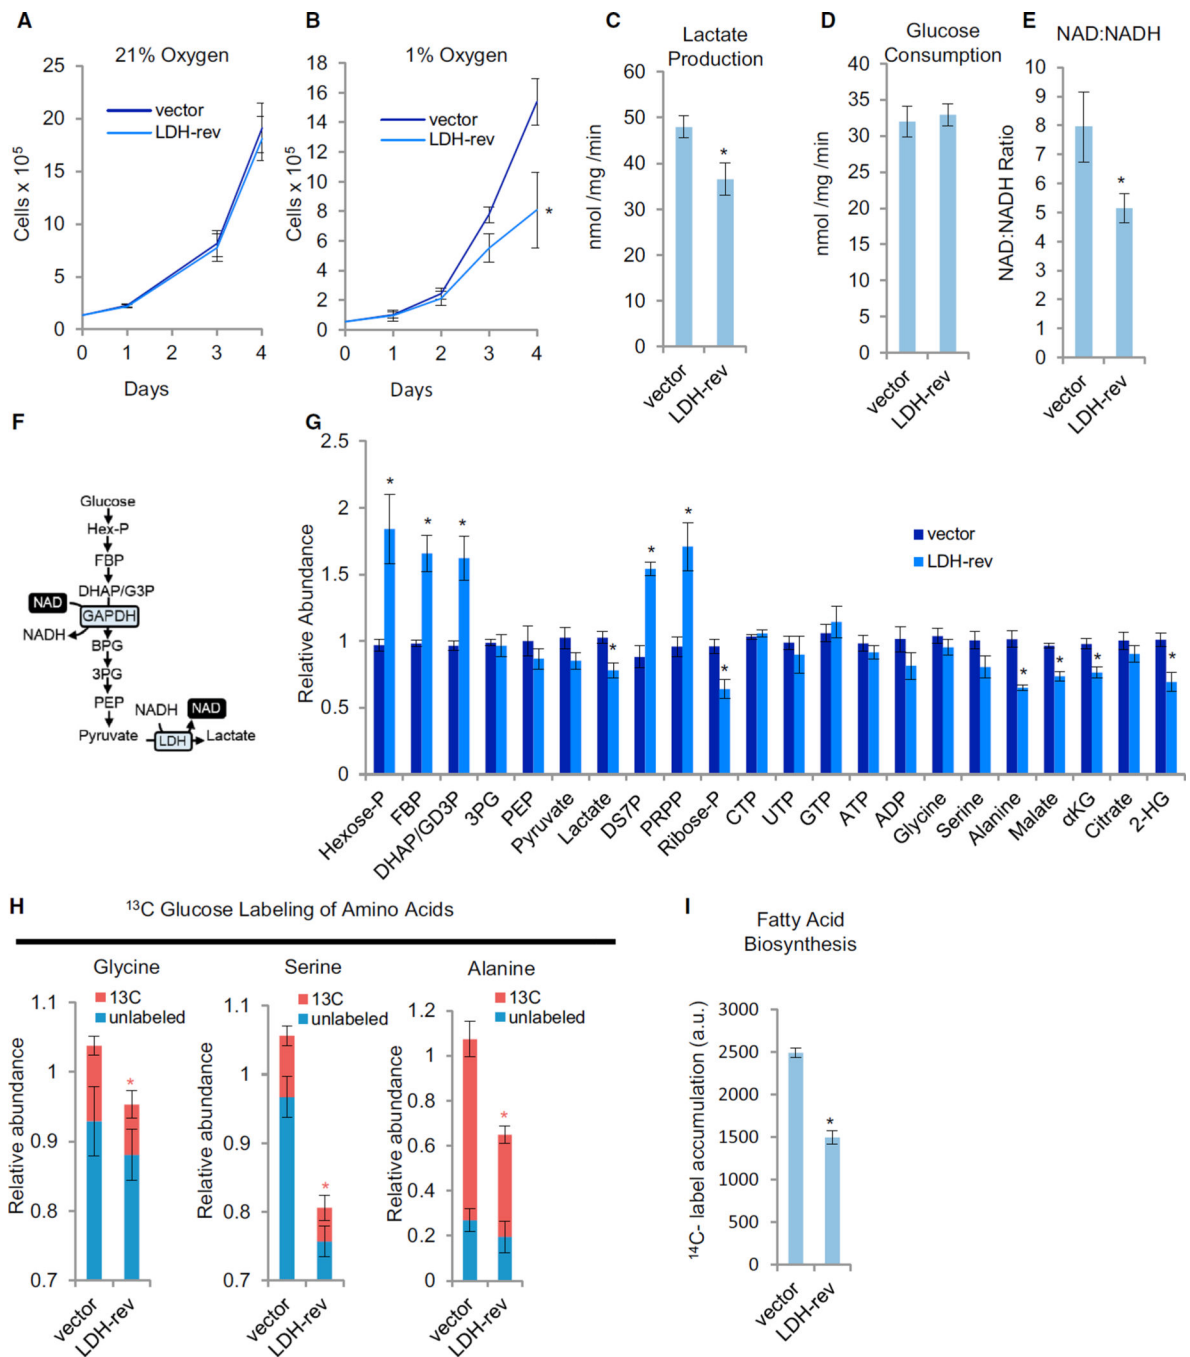 A
21% Oxygen
25
20
15
10
5
0
Cells x 10⁵
vector
LDH-rev
0 1 2 3 4
Days
B
1% Oxygen
18
16
14
12
10
8
6
4
2
0
Cells x 10⁵
vector
LDH-rev
*
0 1 2 3 4
Days
C
Lactate
Production
60
50
40
30
20
10
0
nmol /mg /min
*
vector
LDH-rev
D
Glucose
Consumption
40
35
30
25
20
15
10
5
0
nmol /mg /min
vector
LDH-rev
E
NAD:NADH
10
9
8
7
6
5
4
3
2
1
0
NAD:NADH Ratio
*
vector
LDH-rev
F
Glucose
Hex-P
FBP
DHAP/G3P
NAD
GAPDH
NADH
BPG
3PG
PEP
NADH
NAD
Pyruvate
LDH
Lactate
G
2.5
2
1.5
1
0.5
0
Relative Abundance
vector
LDH-rev
* * * * * * * * * * *
Hexose-P
FBP
DHAP/GD3P
3PG
PEP
Pyruvate
Lactate
DS7P
PRPP
Ribose-P
CTP
UTP
GTP
ATP
ADP
Glycine
Serine
Alanine
Malate
αKG
Citrate
2-HG
H
¹³C Glucose Labeling of Amino Acids
Glycine
13C
unlabeled
1.1
1
0.9
0.8
0.7
Relative abundance
*
vector
LDH-rev
Serine
13C
unlabeled
1.1
1
0.9
0.8
0.7
Relative abundance
*
vector
LDH-rev
Alanine
13C
unlabeled
1.2
1
0.8
0.6
0.4
0.2
0
Relative abundance
*
vector
LDH-rev
I
Fatty Acid
Biosynthesis
3000
2500
2000
1500
1000
500
0
¹⁴C- label accumulation (a.u.)
*
vector
LDH-rev